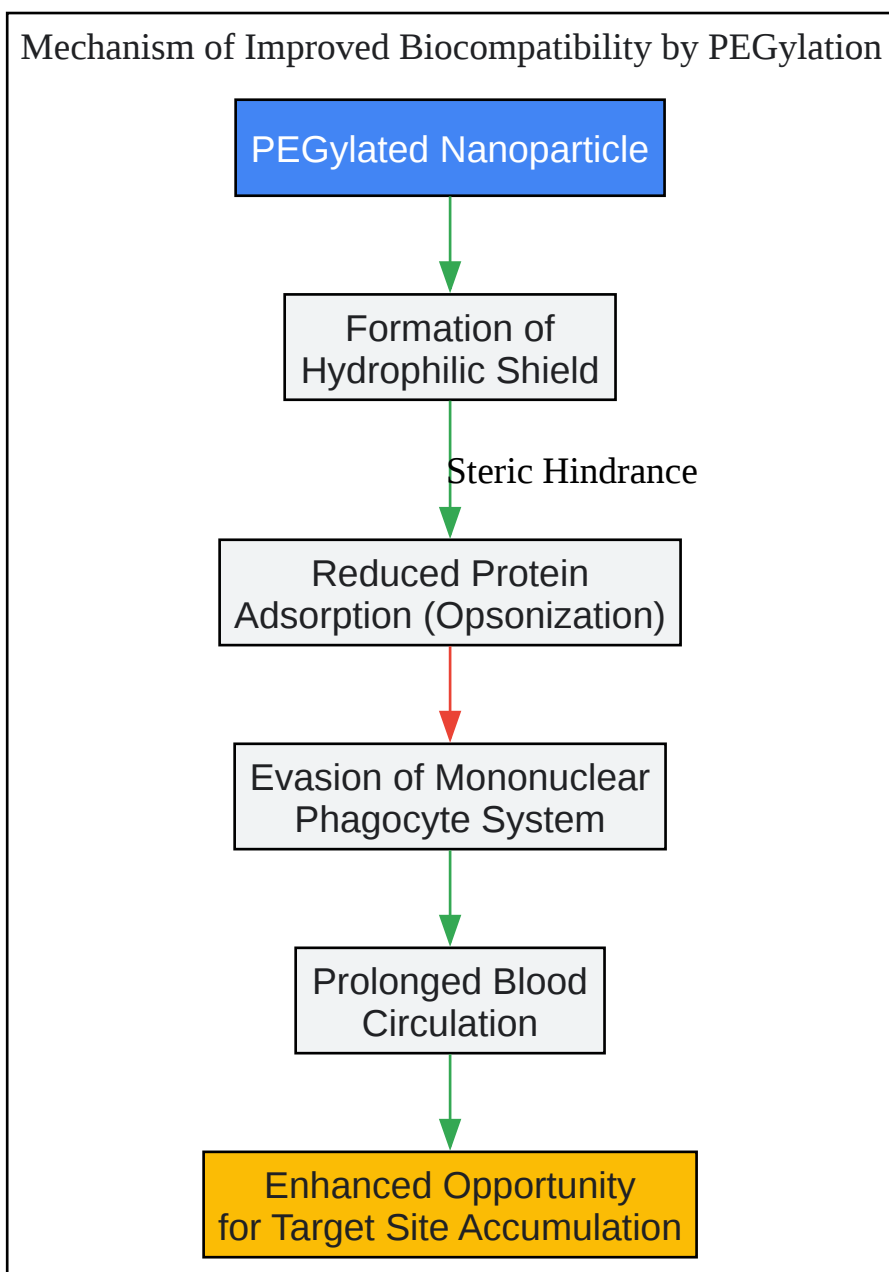 Mechanism of Improved Biocompatibility by PEGylation
PEGylated Nanoparticle
Formation of
Hydrophilic Shield
Steric Hindrance
Reduced Protein
Adsorption (Opsonization)
Evasion of Mononuclear
Phagocyte System
Prolonged Blood
Circulation
Enhanced Opportunity
for Target Site Accumulation